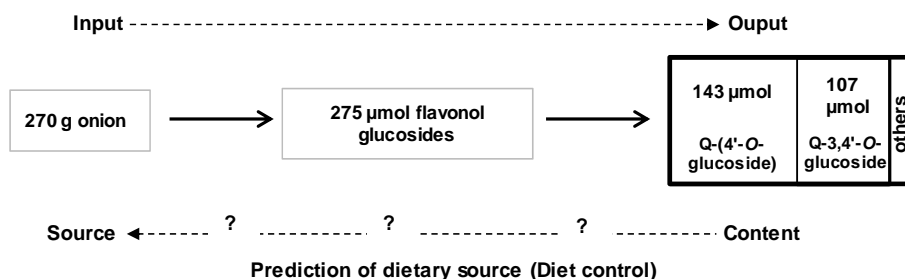 Input
Ouput
270 g onion
275 µmol flavonol
glucosides
143 µmol
Q-(4'-O-
glucoside)
107
µmol
Q-3,4'-O-
glucoside
others
Source
?
?
?
Content
Prediction of dietary source (Diet control)